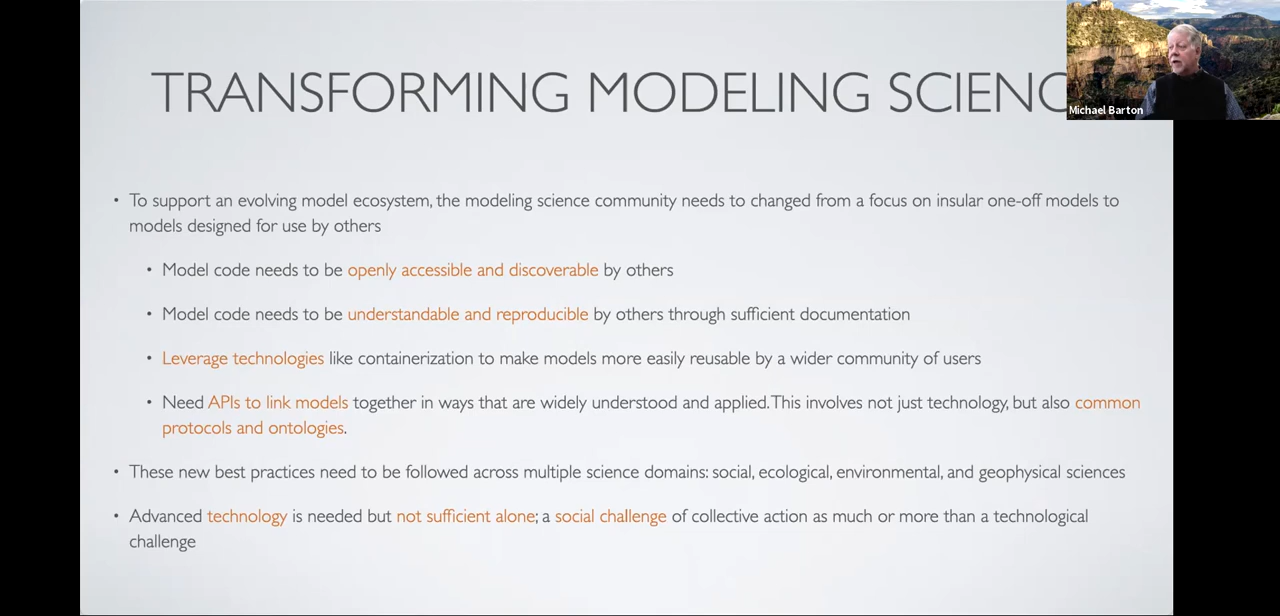 TRANSFORMING MODELING SCIENC
Michael Barton
• To support an evolving model ecosystem, the modeling science community needs to changed from a focus on insular one-off models to
models designed for use by others
• Model code needs to be openly accessible and discoverable by others
• Model code needs to be understandable and reproducible by others through sufficient documentation
• Leverage technologies like containerization to make models more easily reusable by a wider community of users
• Need APIs to link models together in ways that are widely understood and applied. This involves not just technology, but also common
protocols and ontologies.
• These new best practices need to be followed across multiple science domains: social, ecological, environmental, and geophysical sciences
• Advanced technology is needed but not sufficient alone; a social challenge of collective action as much or more than a technological
challenge